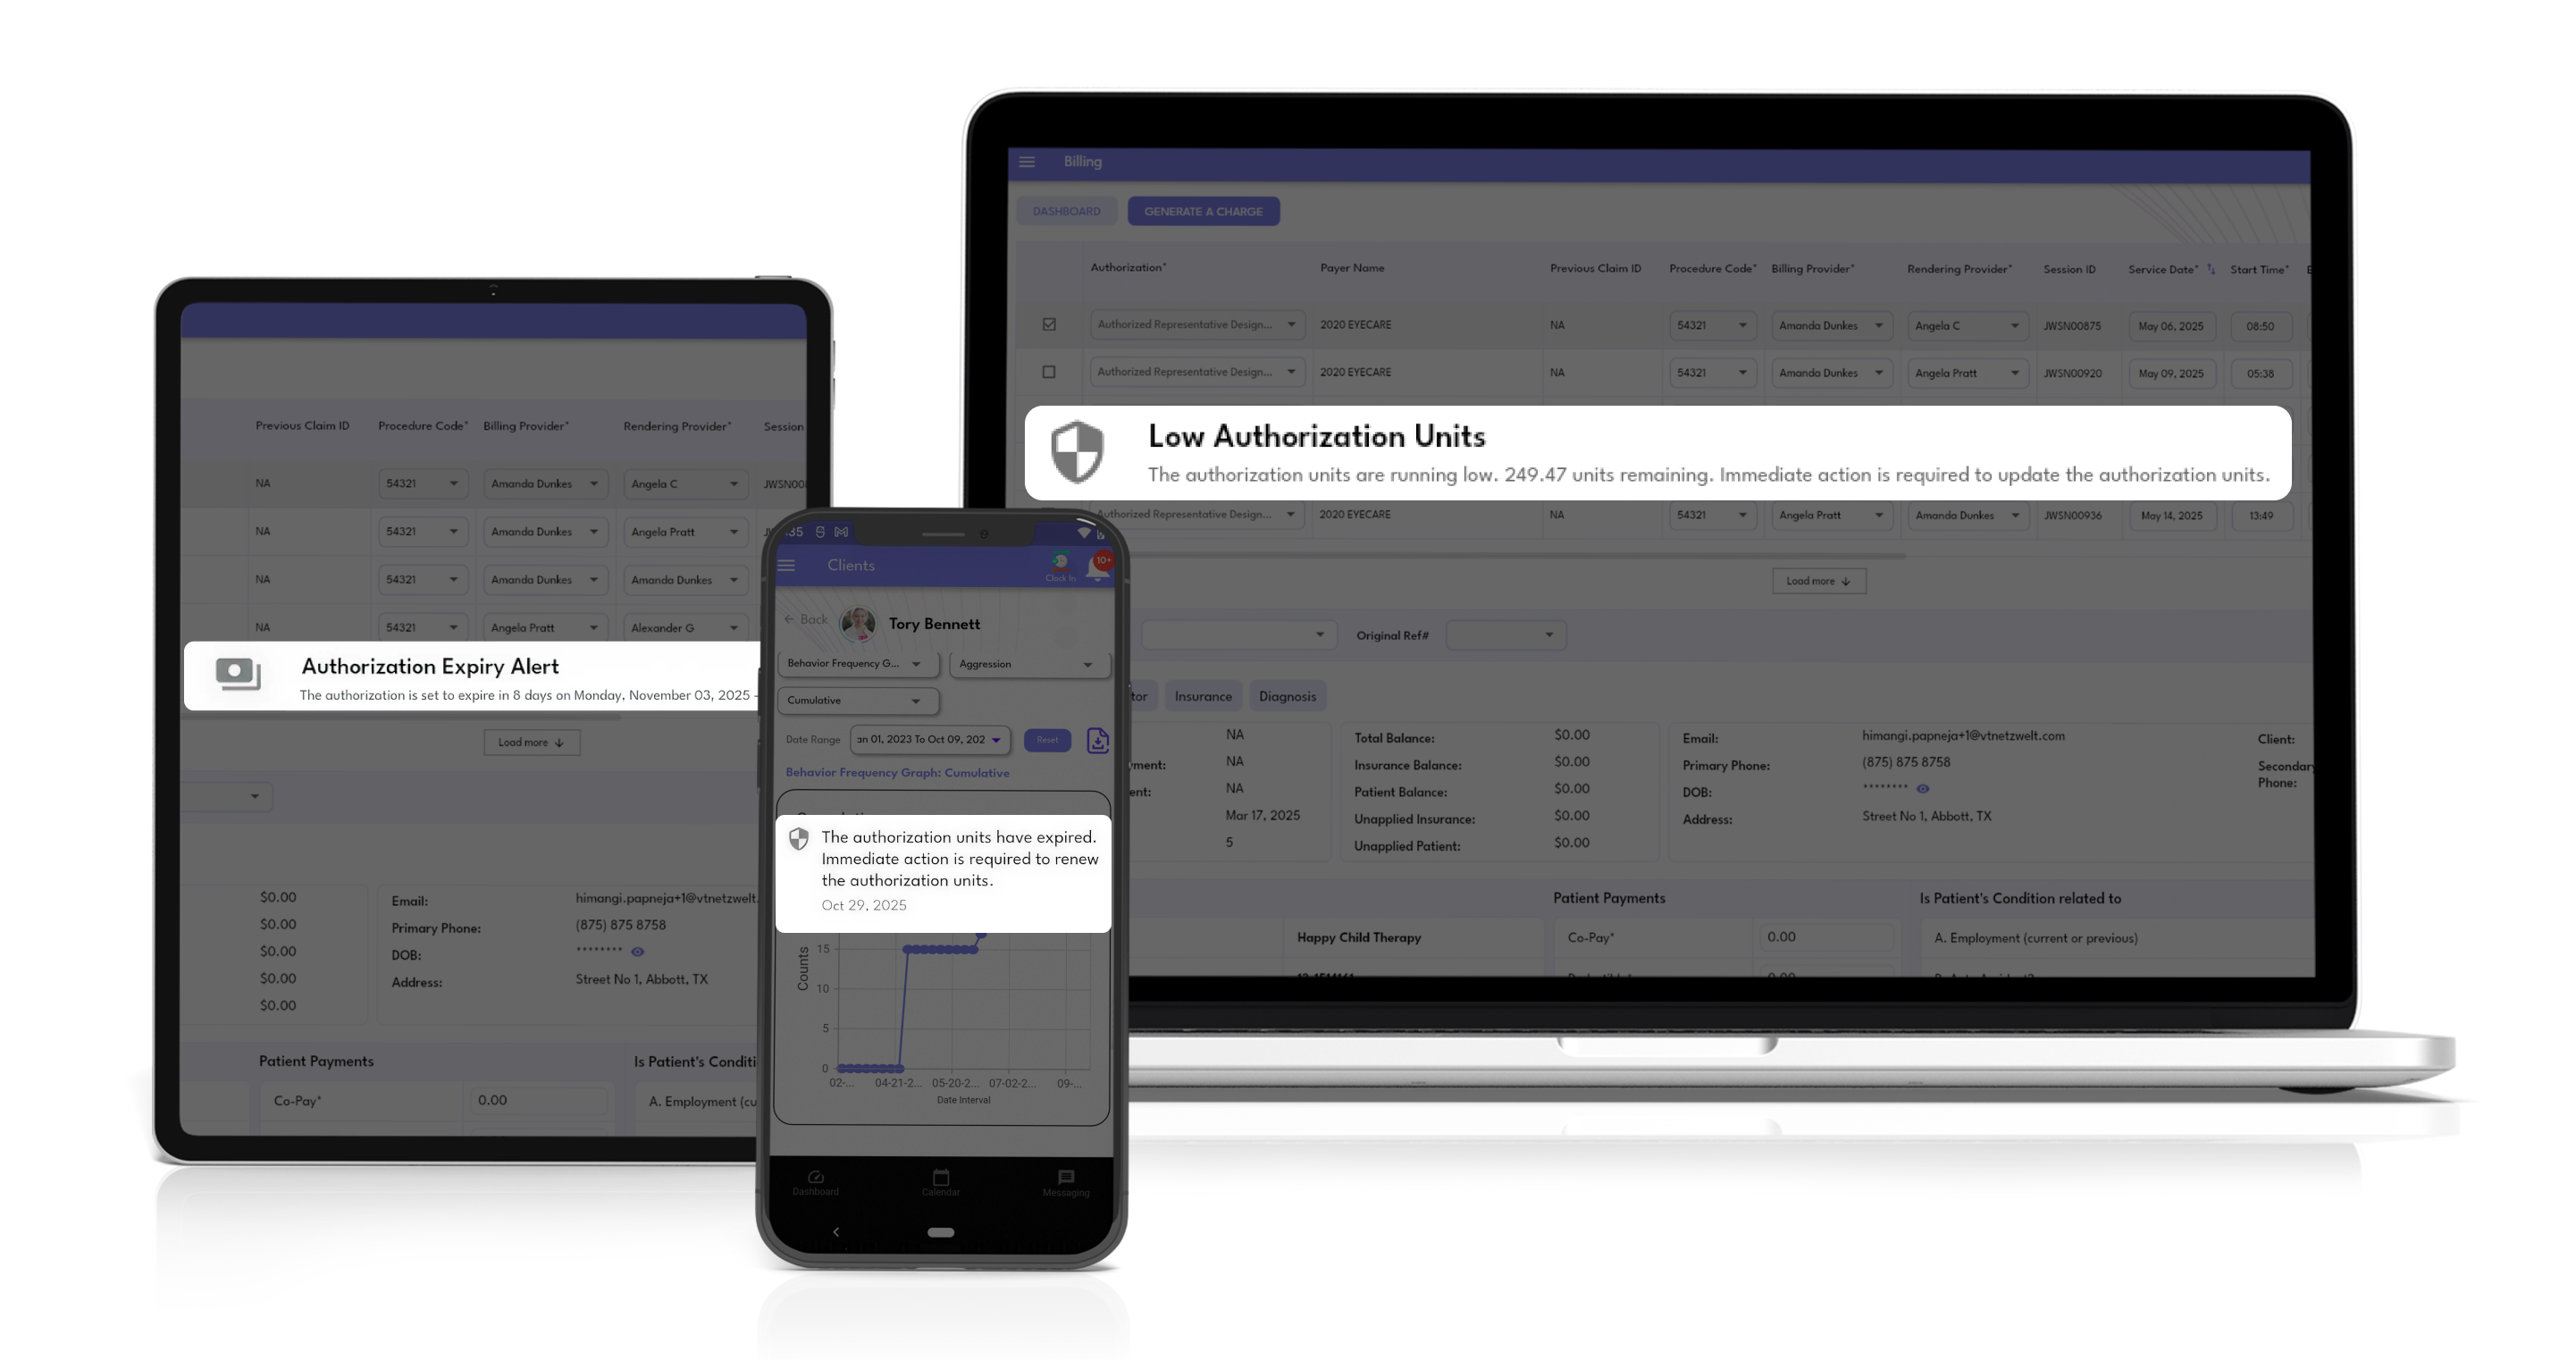 Billing
DASHBOARD GENERATE A CHARGE
Authorization* Payer Name Previous Claim ID Procedure Code* Billing Provider* Rendering Provider* Session ID Service Date* Start Time*
Authorized Representative Design... 2020 EYECARE NA 54321 Amanda Dunkes Angela C JWSN00875 May 06, 2025 08:50
Authorized Representative Design... 2020 EYECARE NA 54321 Amanda Dunkes Angela Pratt JWSN00920 May 09, 2025 05:38
Low Authorization Units
The authorization units are running low. 249.47 units remaining. Immediate action is required to update the authorization units.
Authorized Representative Design... 2020 EYECARE NA 54321 Angela Pratt Amanda Dunkes JWSN00936 May 14, 2025 13:49
Load more
Original Ref#
tor Insurance Diagnosis
NA Total Balance: $0.00 Email: himangi.papneja+1@vtnetzwelt.com Client:
ment: NA Insurance Balance: $0.00 Primary Phone: (875) 875 8758 Secondary
Phone:
ent: NA Patient Balance: $0.00 DOB: ********
Mar 17, 2025 Unapplied Insurance: $0.00 Address: Street No 1, Abbott, TX
5 Unapplied Patient: $0.00
Patient Payments Is Patient's Condition related to
Happy Child Therapy Co-Pay* 0.00 A. Employment (current or previous)
Previous Claim ID Procedure Code* Billing Provider* Rendering Provider* Session
NA 54321 Amanda Dunkes Angela C JWSN008
NA 54321 Amanda Dunkes Angela Pratt
NA 54321 Amanda Dunkes Amanda Dunkes
NA 54321 Angela Pratt Alexander G
Authorization Expiry Alert
The authorization is set to expire in 8 days on Monday, November 03, 2025 -
Load more
$0.00 Email: himangi.papneja+1@vtnetzwelt.
$0.00 Primary Phone: (875) 875 8758
$0.00 DOB: ********
$0.00 Address: Street No 1, Abbott, TX
$0.00
Patient Payments Is Patient's Conditi
Co-Pay* 0.00 A. Employment (cu
:35
Clients Clock In 10+
Back Tory Bennett
Behavior Frequency G... Aggression
Cumulative
Date Range an 01, 2023 To Oct 09, 202 Reset
Behavior Frequency Graph: Cumulative
The authorization units have expired.
Immediate action is required to renew
the authorization units.
Oct 29, 2025
Counts
15
10
5
0
02-... 04-21-2... 05-20-2... 07-02-2... 09-...
Date Interval
Dashboard Calendar Messaging